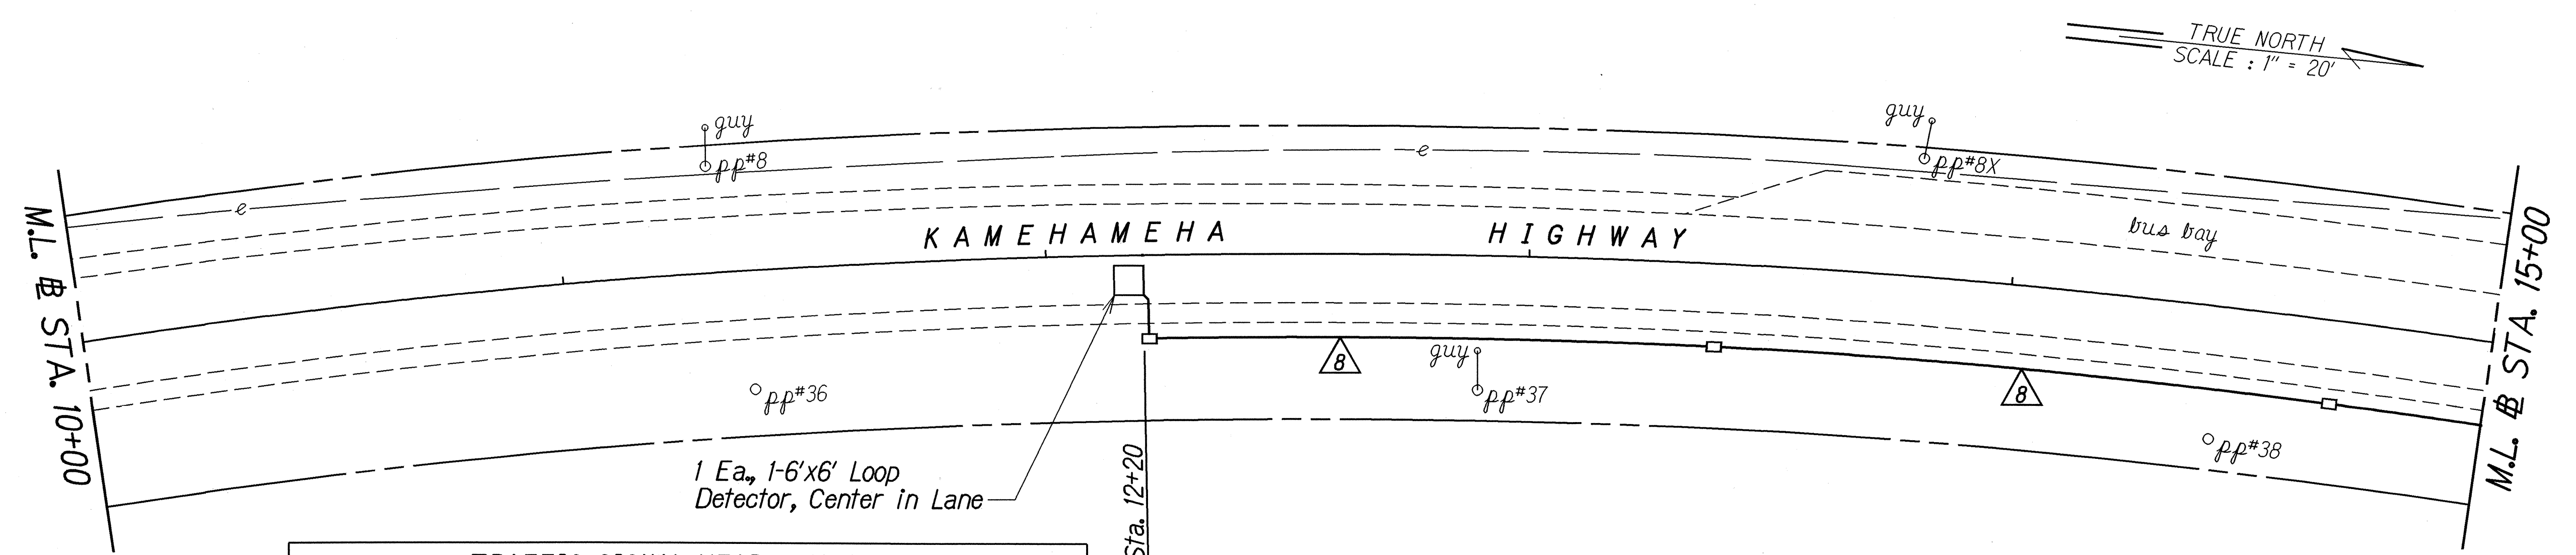 TRUE NORTH
SCALE : 1" = 20'
guy
pp#8
guy
pp#8X
e
e
KAMEHAMEHA HIGHWAY
bus bay
M.L. BL STA. 10+00
M.L. BL STA. 15+00
8
guy
pp#37
8
pp#36
pp#38
1 Ea., 1-6'x6' Loop
Detector, Center in Lane
Sta. 12+20